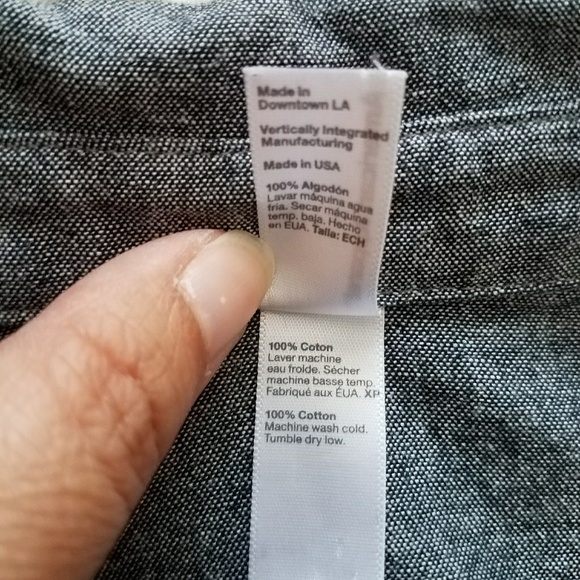 Made in
Downtown LA
Vertically Integrated
Manufacturing
Made in USA
100% Algodón
Lavar máquina agua
fria. Secar máquina
temp. baja. Hecho
en EUA. Talla: ECH
100% Coton
Laver machine
eau froide. Sécher
machine basse temp.
Fabriqué aux ÉUA. XP
100% Cotton
Machine wash cold.
Tumble dry low.